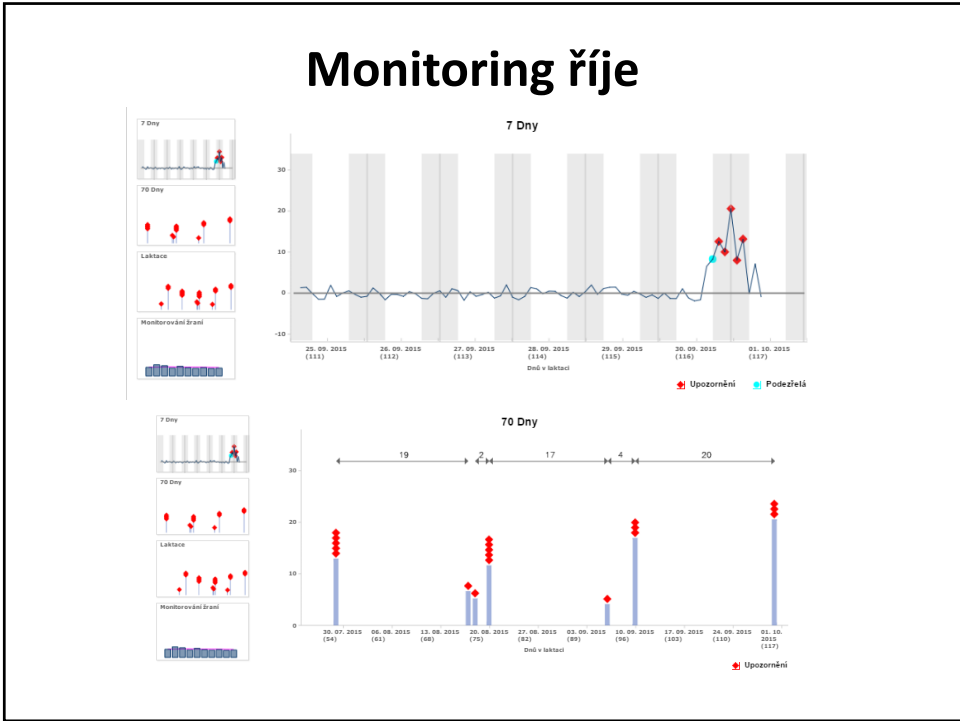 Monitoring říje
7 Dny
70 Dny
Laktace
Monitorování žraní
7 Dny
30
20
10
0
-10
25. 09. 2015 26. 09. 2015 27. 09. 2015 28. 09. 2015 29. 09. 2015 30. 09. 2015 01. 10. 2015
(111) (112) (113) (114) (115) (116) (117)
Dnů v laktaci
Upozornění Podezřelá
7 Dny
70 Dny
Laktace
Monitorování žraní
70 Dny
19 2 17 4 20
30
20
10
0
30. 07. 2015 06. 08. 2015 13. 08. 2015 20. 08. 2015 27. 08. 2015 03. 09. 2015 10. 09. 2015 17. 09. 2015 24. 09. 2015 01. 10.
(54) (61) (68) (75) (82) (89) (96) (103) (110) 2015
(117)
Dnů v laktaci
Upozornění